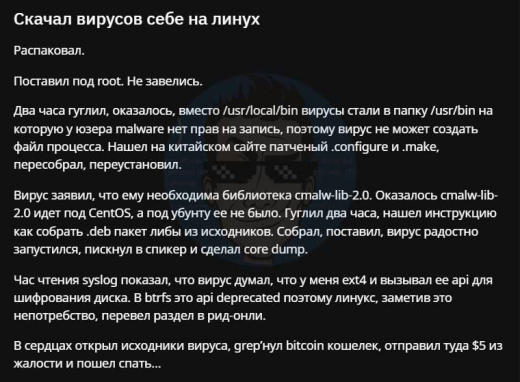 Скачал вирусов себе на линух
Распаковал.
Поставил под root. Не завелись.
Два часа гуглил, оказалось, вместо /usr/local/bin вирусы стали в папку /usr/bin на
которую у юзера malware нет прав на запись, поэтому вирус не может создать
файл процесса. Нашел на китайском сайте патченый .configure и .make,
пересобрал, переустановил.
Вирус заявил, что ему необходима библиотека cmalw-lib-2.0. Оказалось cmalw-lib-
2.0 идет под CentOS, а под убунту ее не было. Гуглил два часа, нашел инструкцию
как собрать .deb пакет либы из исходников. Собрал, поставил, вирус радостно
запустился, пискнул в спикер и сделал core dump.
Час чтения syslog показал, что вирус думал, что у меня ext4 и вызывал ее api для
шифрования диска. В btrfs это api deprecated поэтому линукс, заметив это
непотребство, перевел раздел в рид-онли.
В сердцах открыл исходники вируса, grep’нул bitcoin кошелек, отправил туда $5 из
жалости и пошел спать...